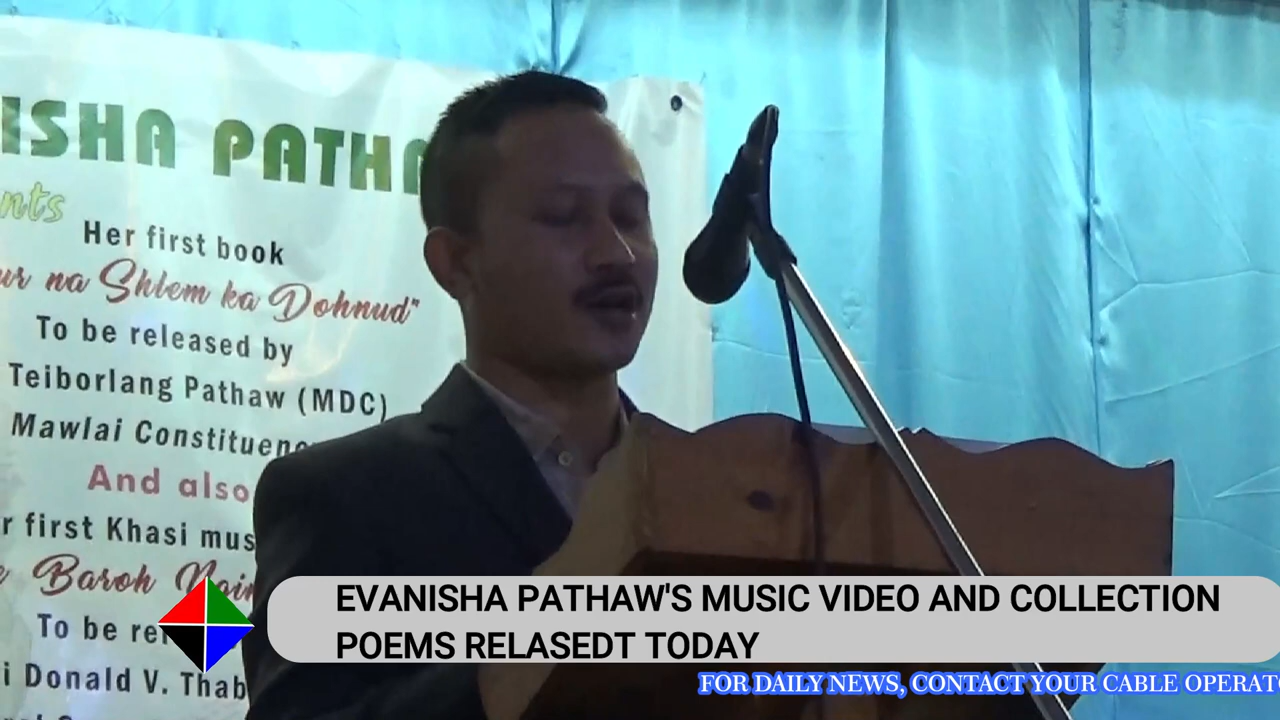 ISHA PATHA
nts
Her first book
ur na Shlem ka Dohnud"
To be released by
Teiborlang Pathaw (MDC)
Mawlai Constituenc
And also
r first Khasi mus
Baroh
To be re
i Donald V. Thab
EVANISHA PATHAW'S MUSIC VIDEO AND COLLECTION
POEMS RELASEDT TODAY
FOR DAILY NEWS, CONTACT YOUR CABLE OPERATO